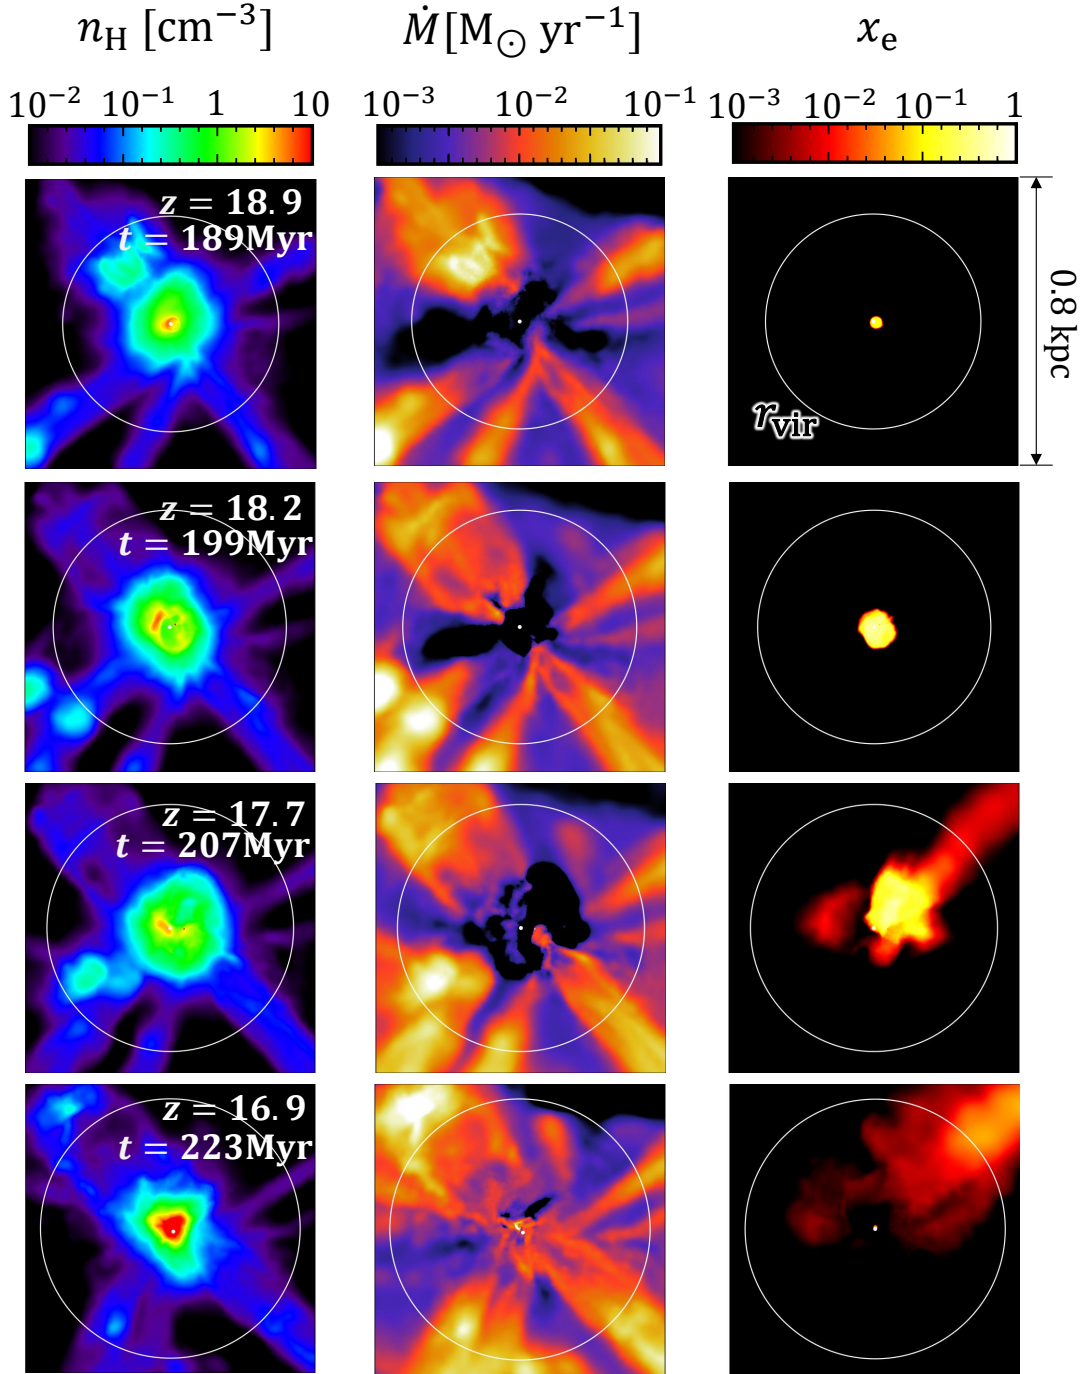 n_H [cm⁻³] Ṁ[M_⊙ yr⁻¹] x_e
10⁻² 10⁻¹ 1 10 10⁻³ 10⁻² 10⁻¹ 10⁻³ 10⁻² 10⁻¹ 1
z = 18.9
t = 189Myr
r_vir
0.8 kpc
z = 18.2
t = 199Myr
z = 17.7
t = 207Myr
z = 16.9
t = 223Myr